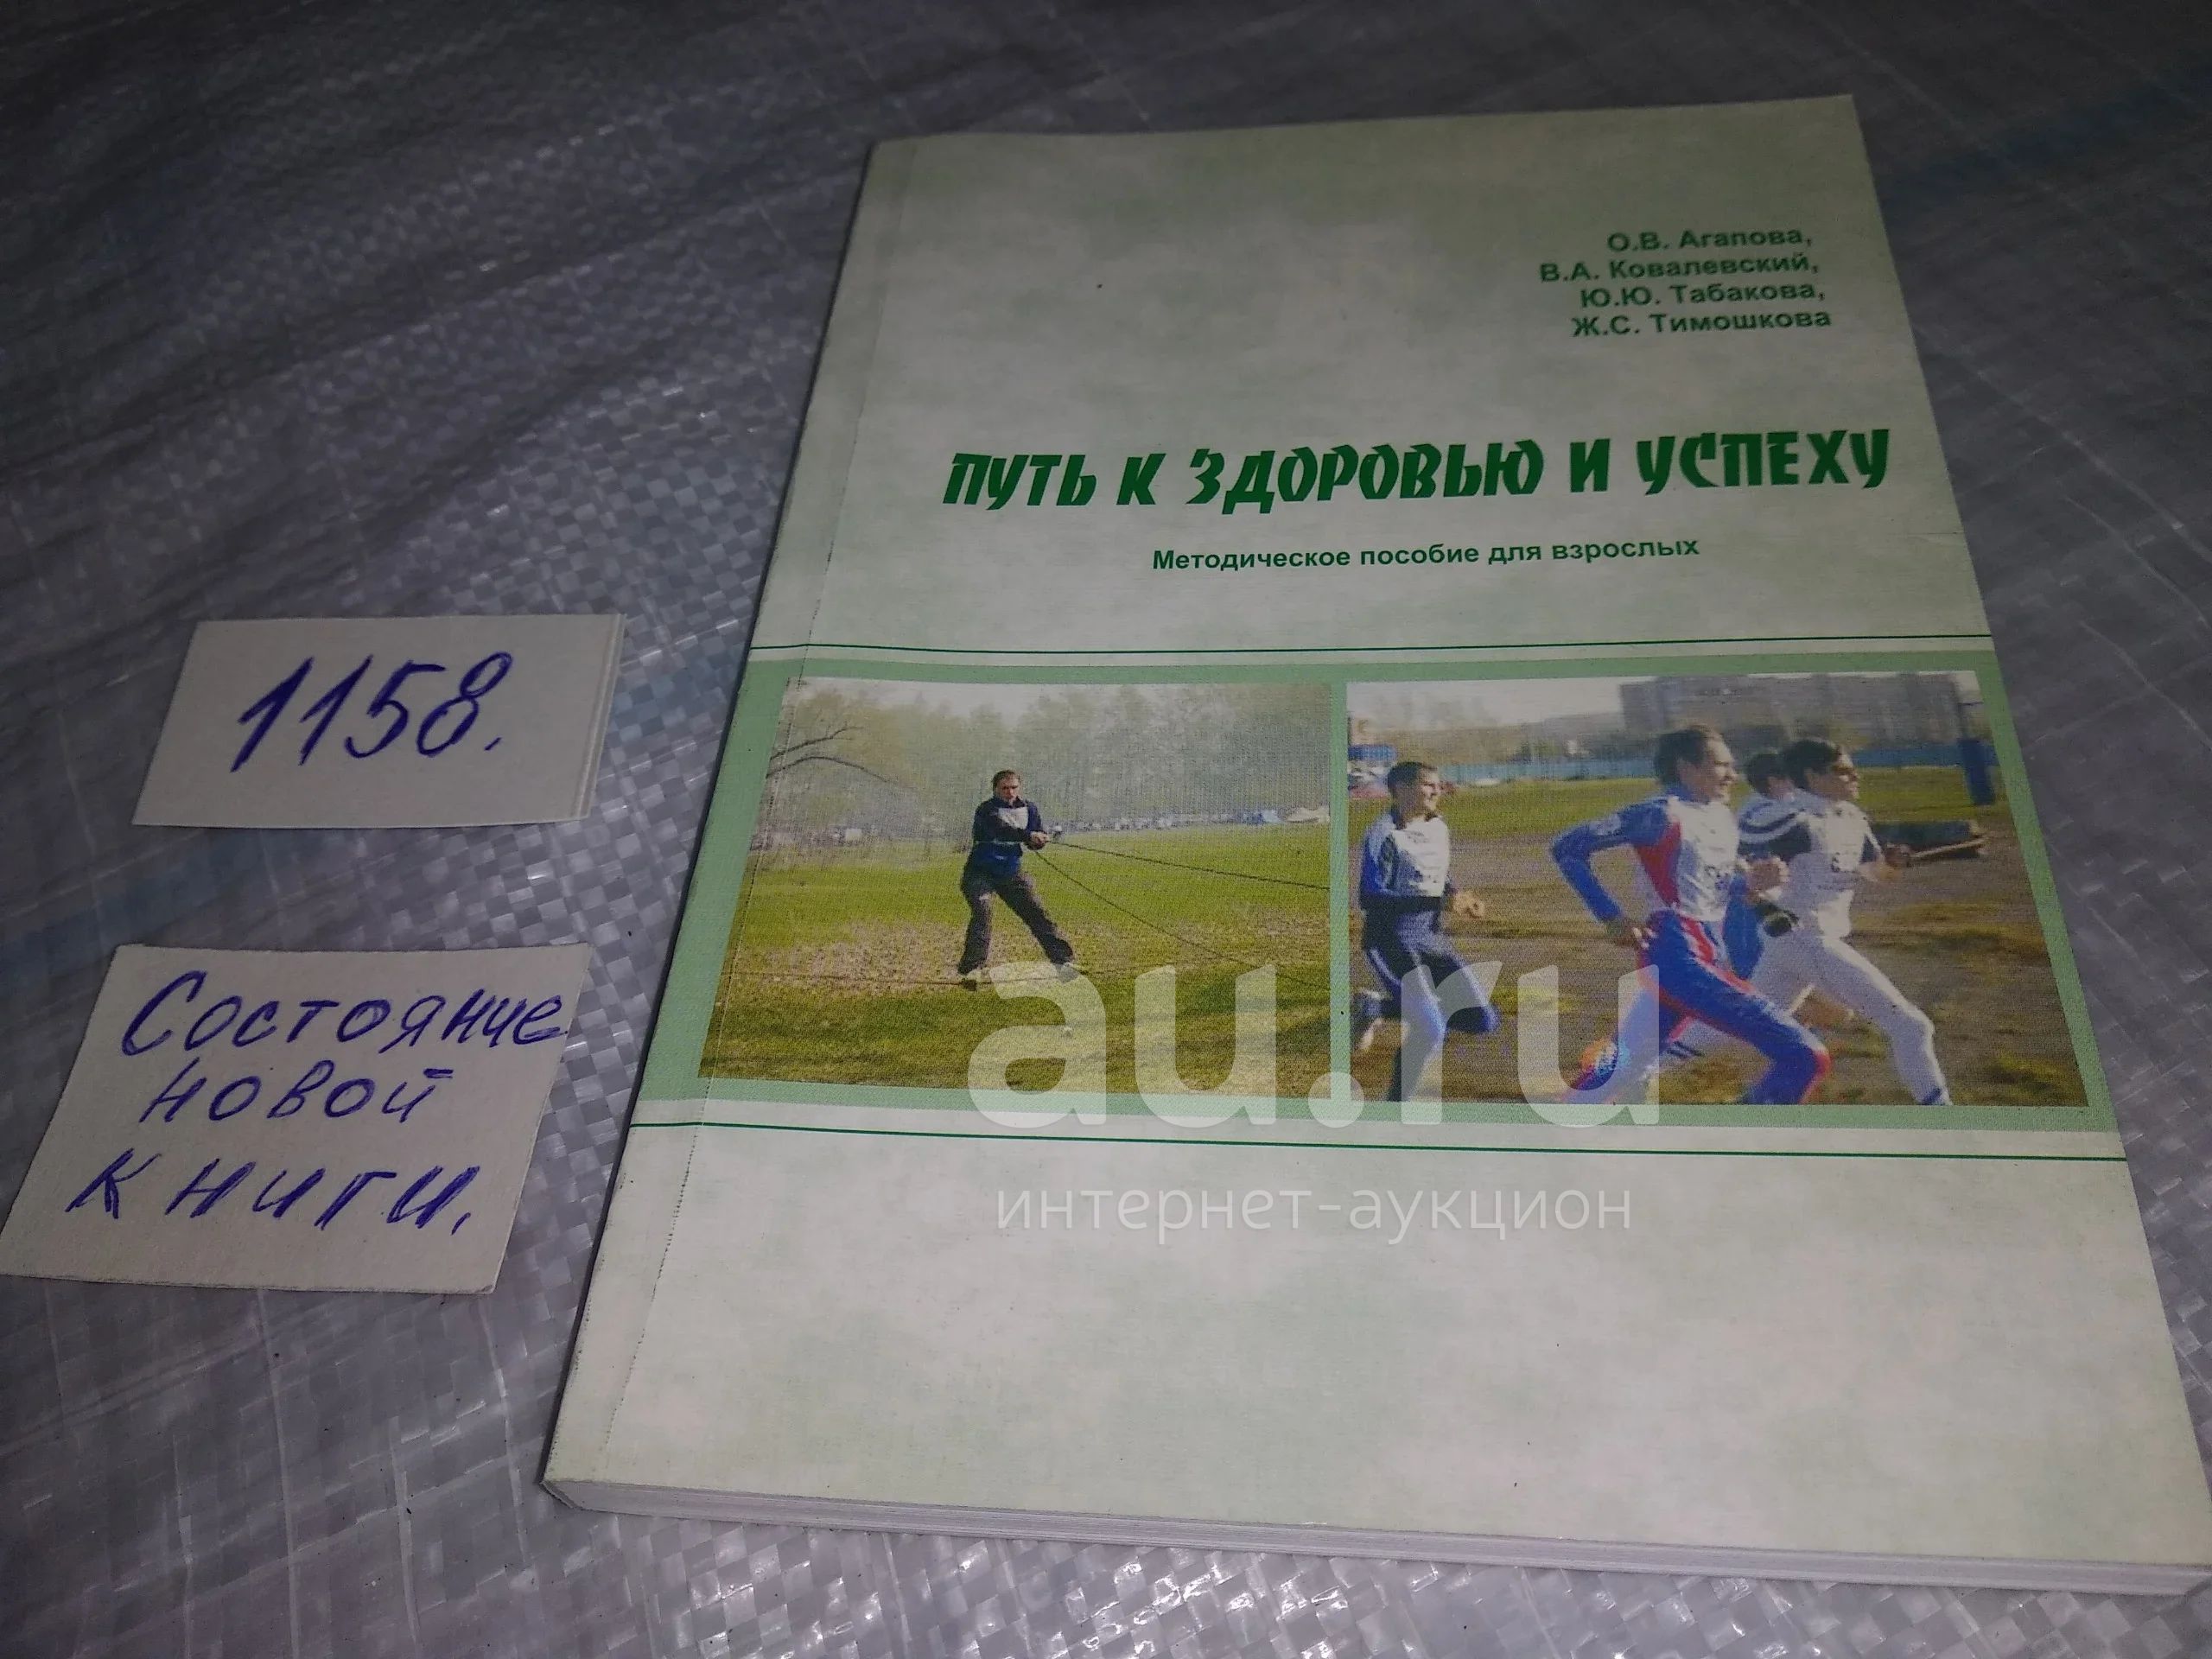 О.В. Агапова,
В.А. Ковалевский,
Ю.Ю. Табакова,
Ж.С. Тимошкова
ПУТЬ К ЗДОРОВЬЮ И УСПЕХУ
Методическое пособие для взрослых
1158.
Состояние
новой
книги.
au.ru
интернет-аукцион